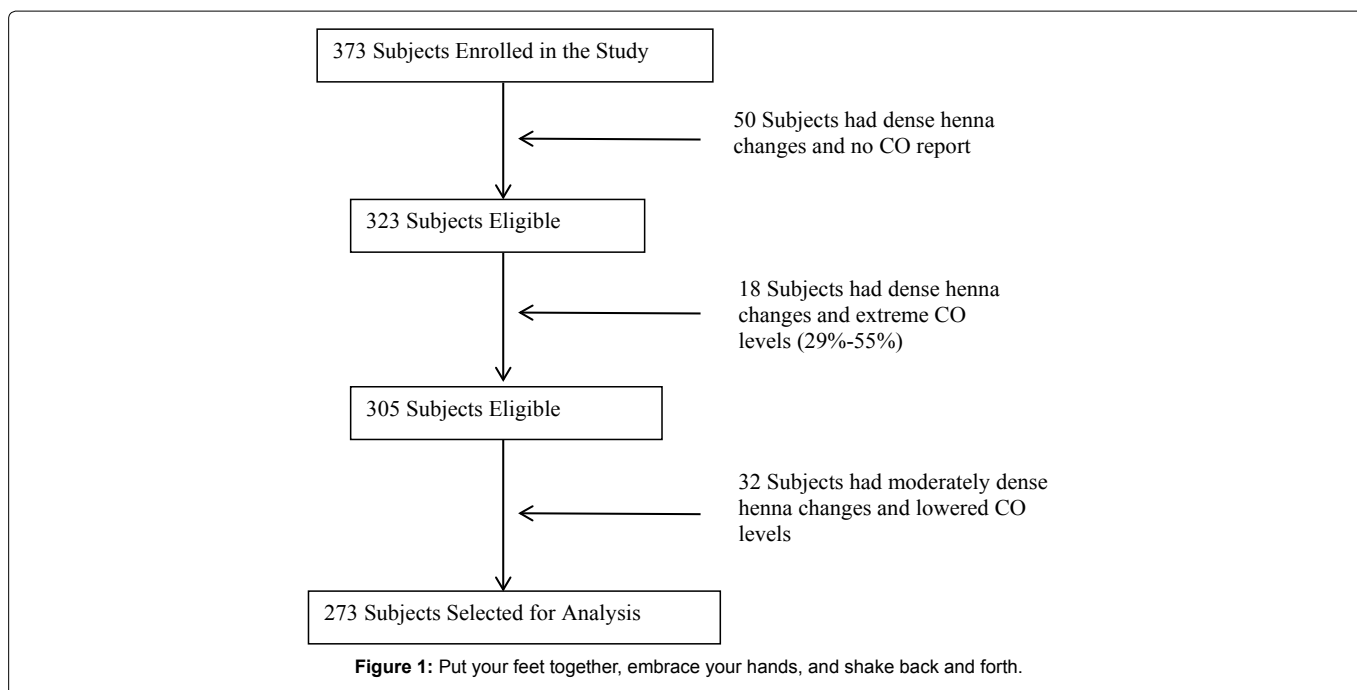 373 Subjects Enrolled in the Study
50 Subjects had dense henna
changes and no CO report
323 Subjects Eligible
18 Subjects had dense henna
changes and extreme CO
levels (29%-55%)
305 Subjects Eligible
32 Subjects had moderately dense
henna changes and lowered CO
levels
273 Subjects Selected for Analysis
Figure 1: Put your feet together, embrace your hands, and shake back and forth.